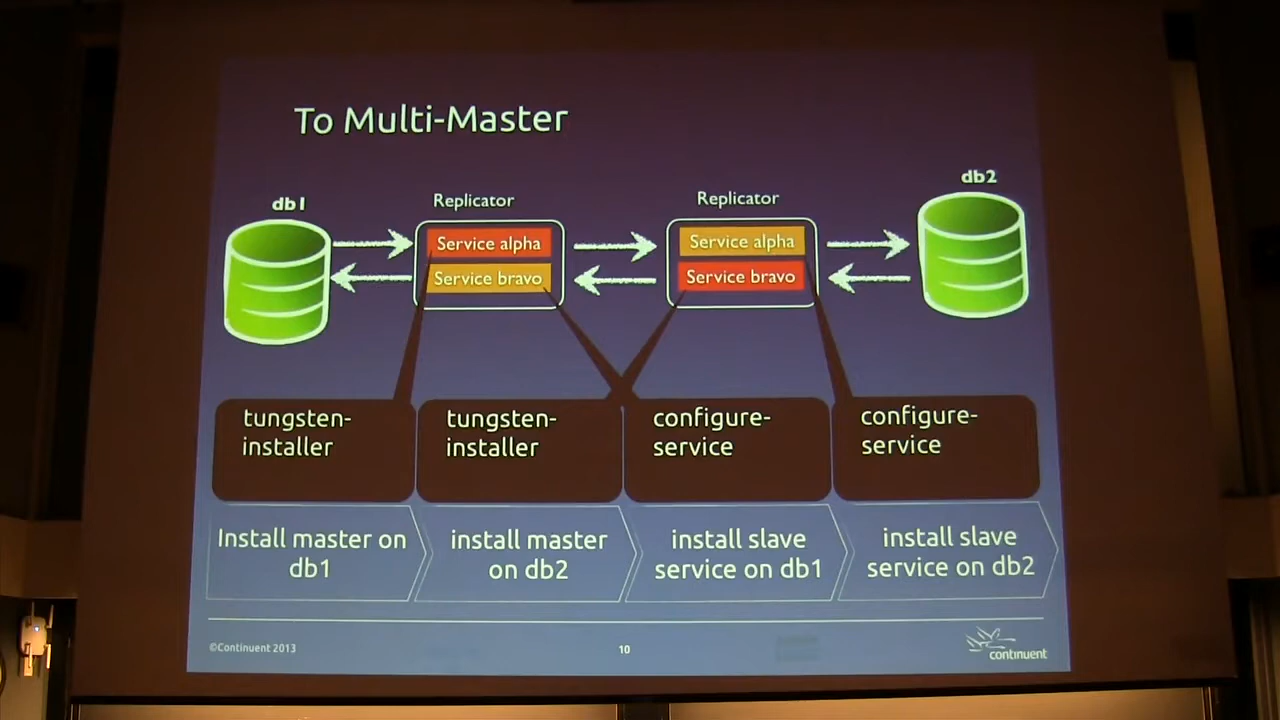 To Multi-Master
db1
Replicator
Replicator
db2
Service alpha
Service bravo
Service alpha
Service bravo
tungsten-
installer
tungsten-
installer
configure-
service
configure-
service
Install master on
db1
install master
on db2
install slave
service on db1
install slave
service on db2
©Continuent 2013
10
continuent